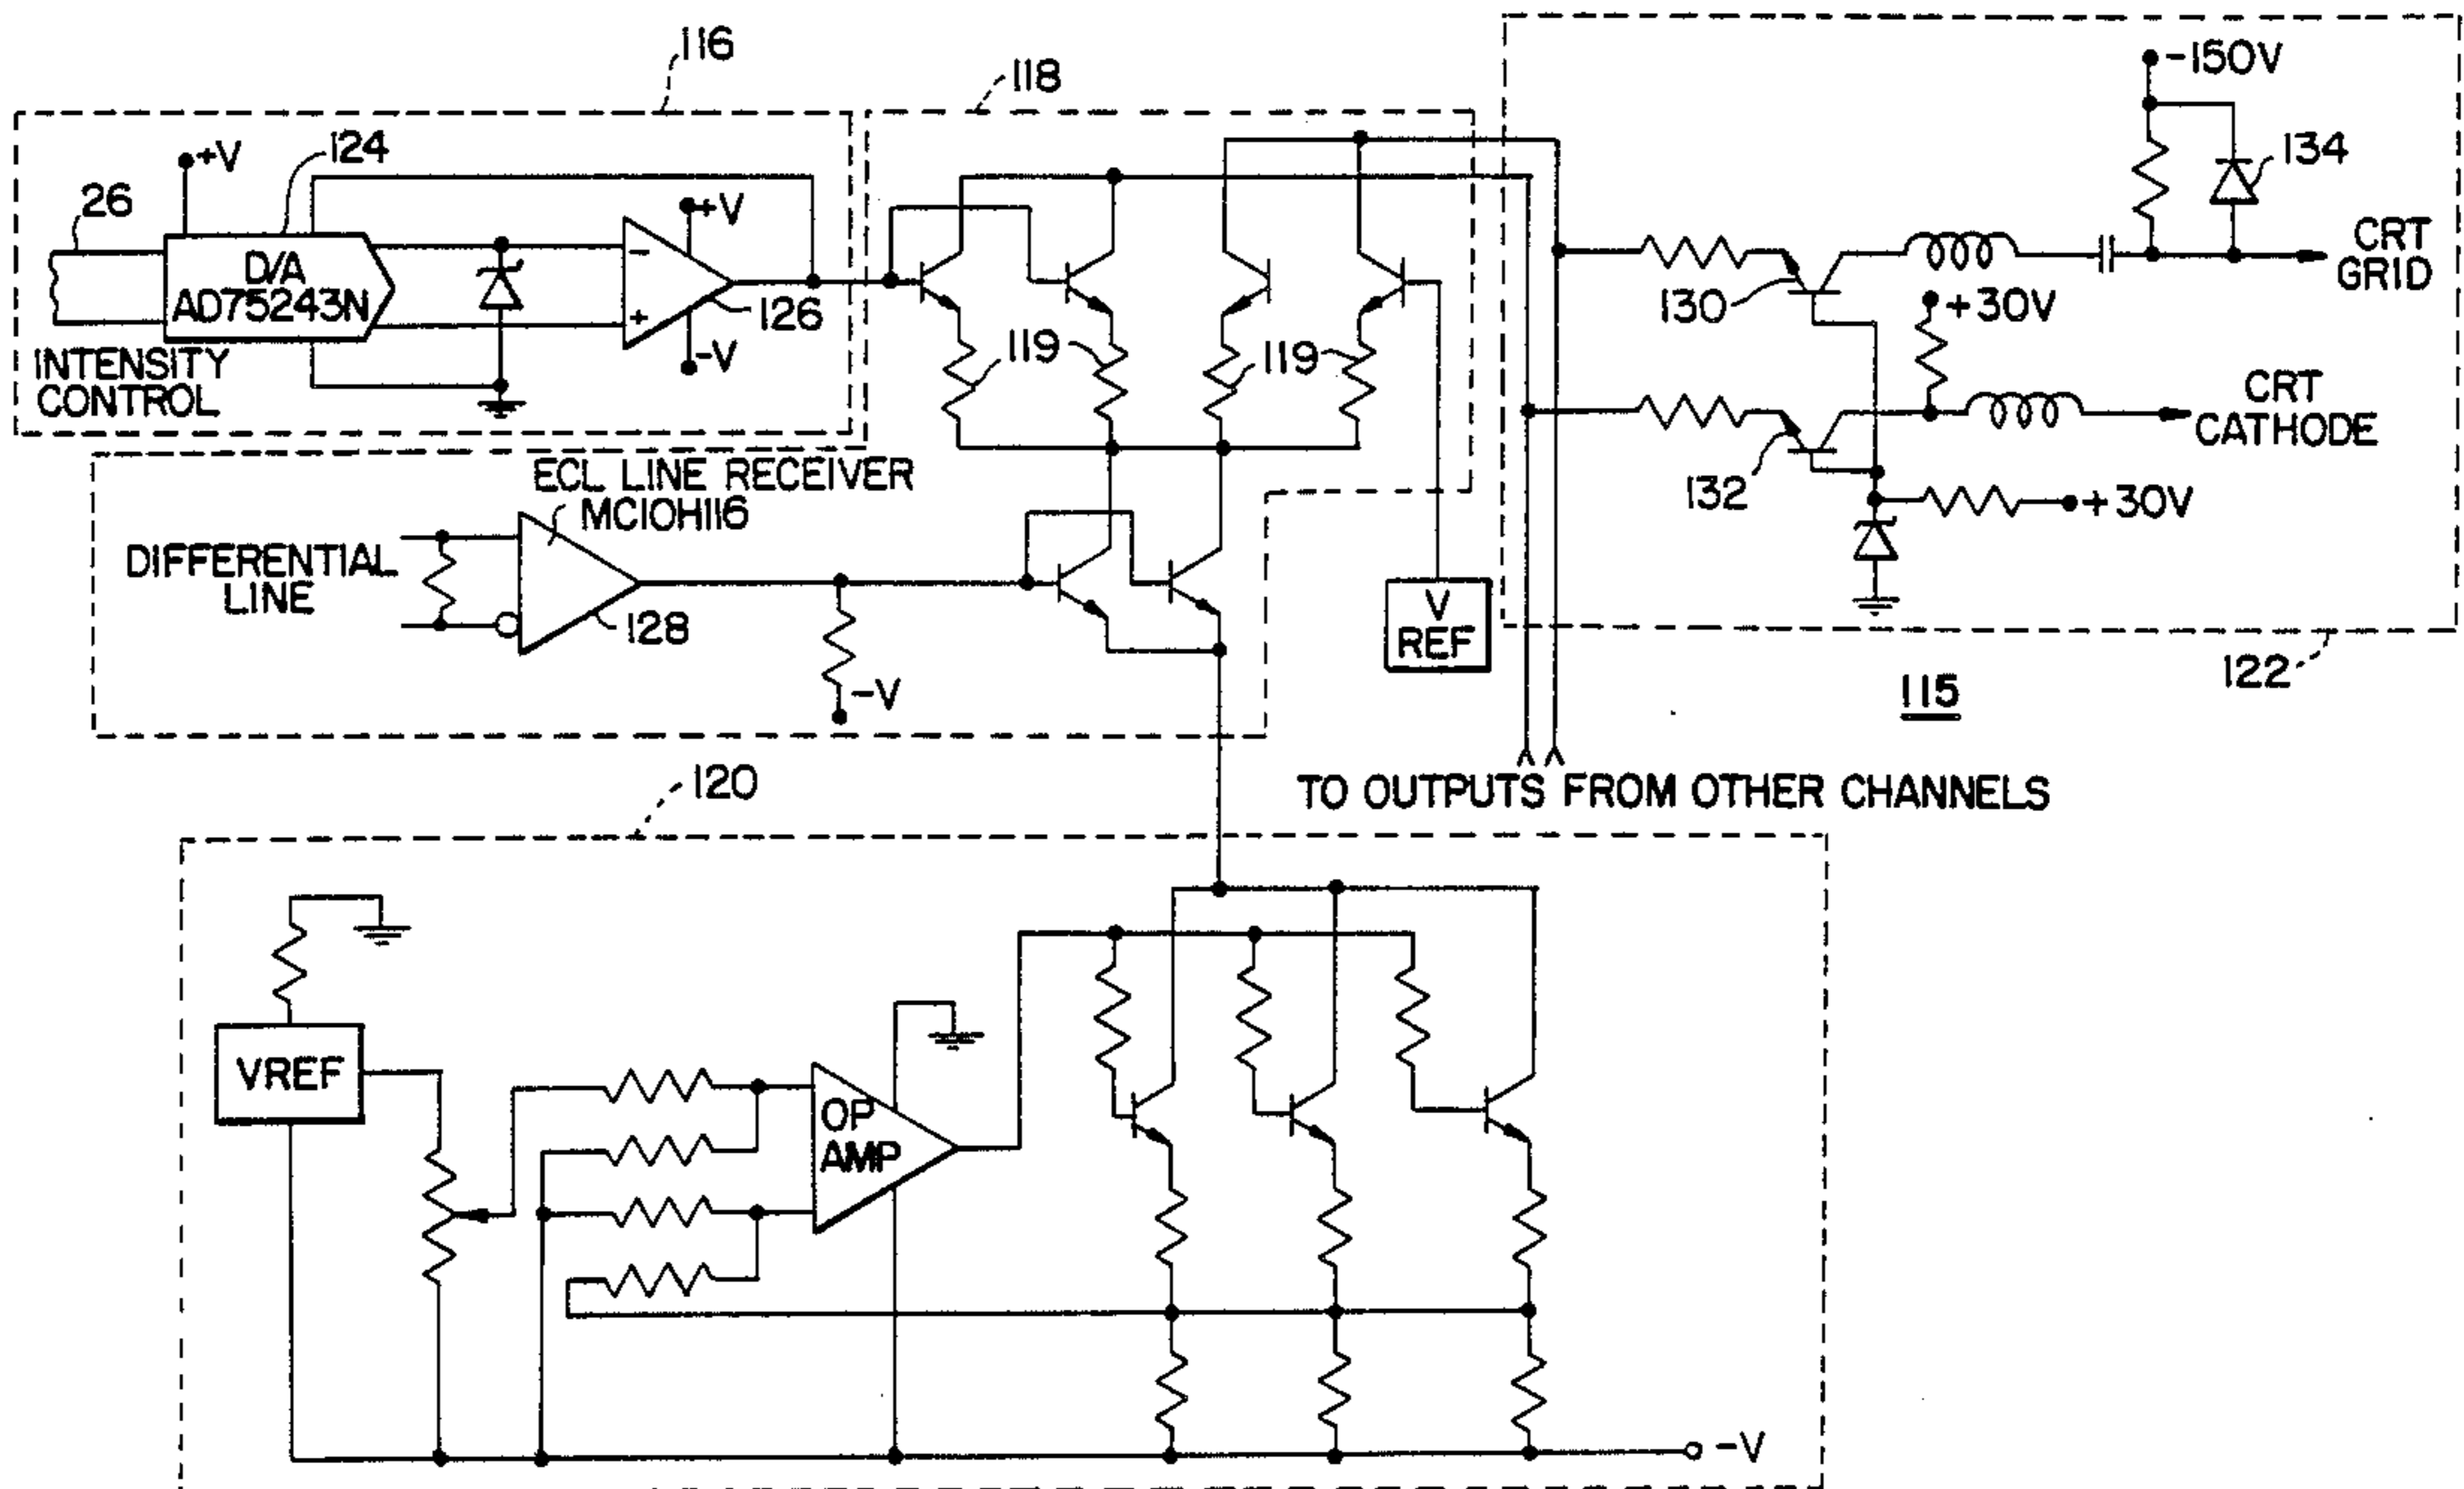 116
118
-150V
+V
124
134
26
+V
D/A
AD75243N
CRT
GRID
130
+30V
126
-V
119
119
INTENSITY
CONTROL
CRT
CATHODE
ECL LINE RECEIVER
MC10H116
132
+30V
DIFFERENTIAL
LINE
128
V
REF
-V
122
115
120
TO OUTPUTS FROM OTHER CHANNELS
VREF
OP
AMP
-V